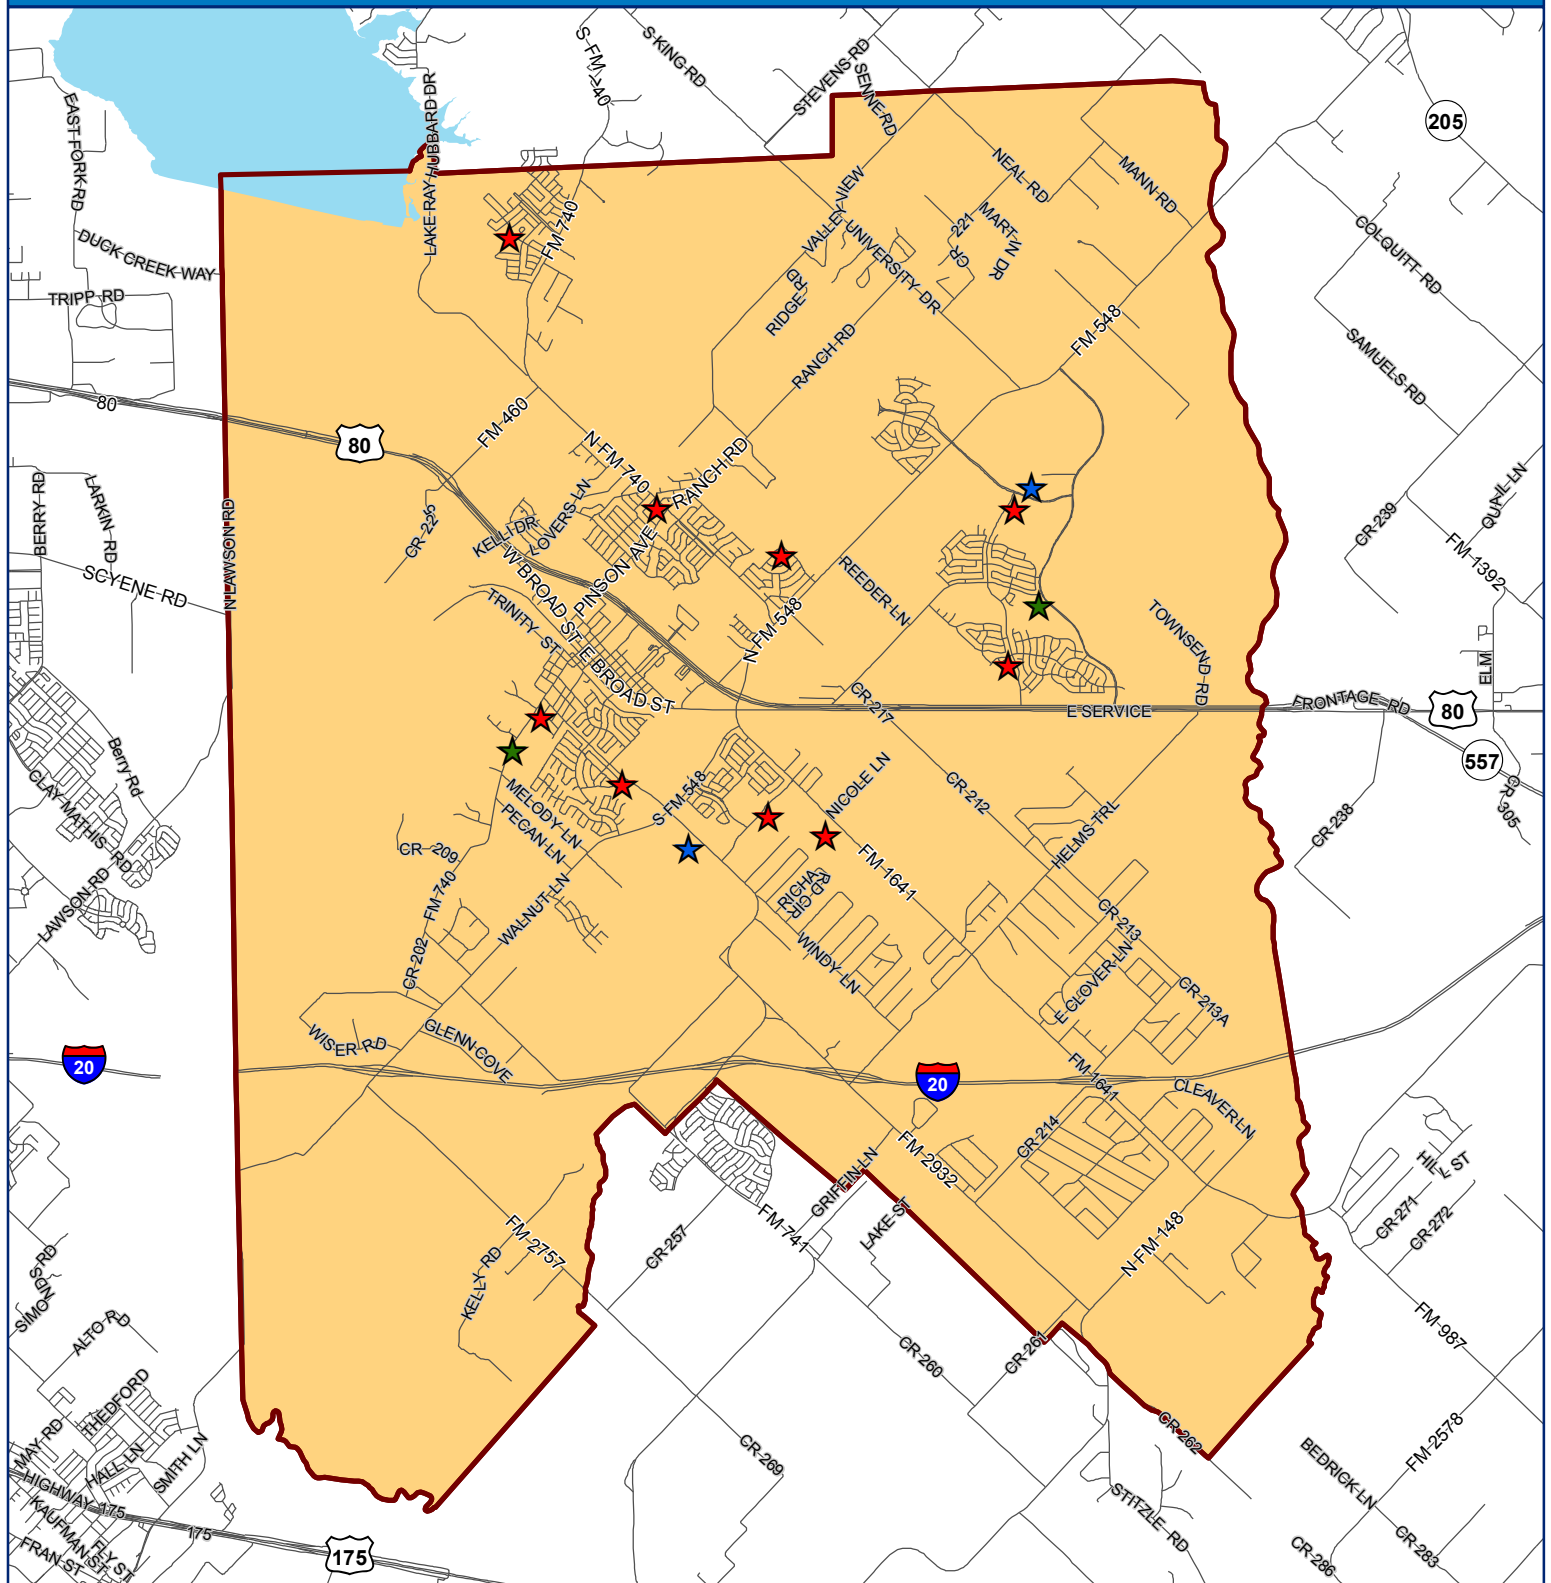 S KING RD
S FM 740
STEVENS RD
SENNE RD
205
EAST FORK RD
LAKE RAY HUBBARD DR
NEAL RD
MANN RD
VALLEY VIEW
UNIVERSITY DR
CR 221
MARTIN DR
FM 740
COLQUITT RD
DUCK CREEK WAY
TRIPP RD
RIDGE RD
RANCH RD
FM-548
SAMUELS RD
80
80
FM-460
N FM 740
RANCH RD
BERRY RD
LARKIN RD
N LAWSON RD
CR-226
KELLI DR
LOVERS LN
PINSON AVE
QUAIL LN
CR-239
FM-1392
SCYENE RD
W BROAD ST
TRINITY ST
E BROAD ST
REEDER LN
N FM-548
TOWNSEND RD
ELM
CR-217
E SERVICE
FRONTAGE RD
80
557
CR 305
Berry Rd
CLAY MATHIS RD
LAWSON RD
MELODY LN
PECAN LN
S FM-548
NICOLE LN
CR-212
HELMS TRL
CR-238
CR 209
FM-740
WALNUT LN
RICHARD CIR
FM-1641
CR-202
WINDY LN
CR-213
E CLOVER LN
CR-213A
WISER RD
GLENN COVE
20
20
FM-1641
CLEAVER LN
CR-214
FM-2932
GRIFFIN LN
LAKE ST
HILL ST
CR-271
CR-272
FM-2757
KELLY RD
CR-257
FM-741
N FM-148
SIMONDS RD
ALTO RD
CR-260
CR-261
FM-987
THEDFORD
MAY RD
HALL LN
SMITH LN
HIGHWAY 175
175
KAUFMAN ST
FLY ST
FRAN ST
175
CR-269
CR-262
FM-2578
BEDRICK LN
STITZLE RD
CR-283
CR-286